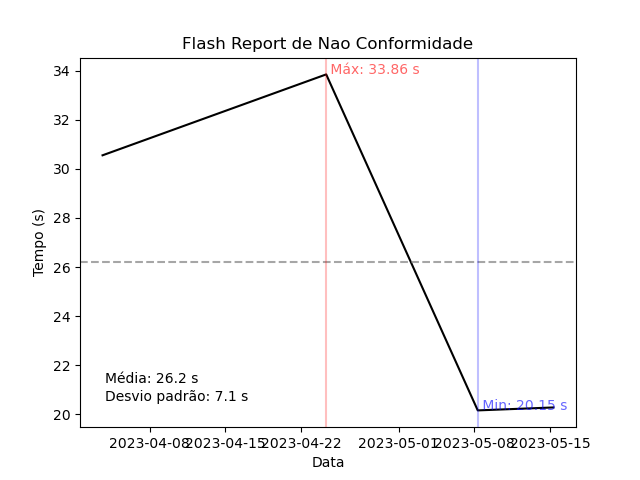 Flash Report de Nao Conformidade
Máx: 33.86 s
34
32
30
28
26
24
22
20
Tempo (s)
Média: 26.2 s
Desvio padrão: 7.1 s
Min: 20.15 s
2023-04-08 2023-04-15 2023-04-22 2023-05-01 2023-05-08 2023-05-15
Data